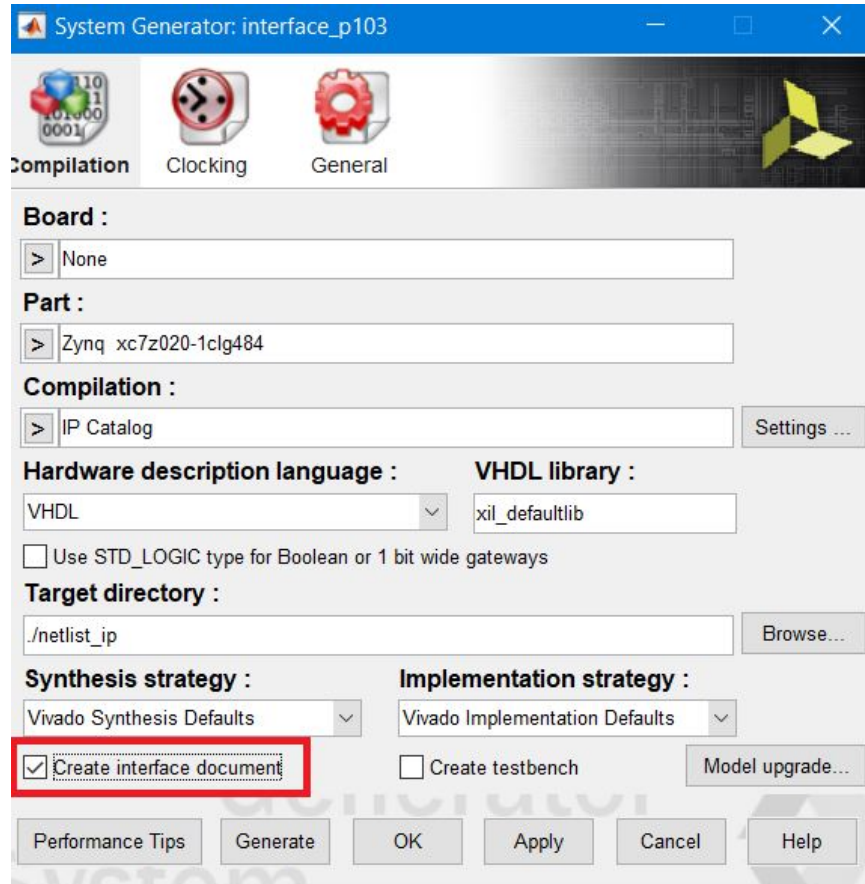 System Generator: interface_p103
Compilation Clocking General
Board :
> None
Part :
> Zynq xc7z020-1clg484
Compilation :
> IP Catalog Settings ...
Hardware description language : VHDL library :
VHDL xil_defaultlib
Use STD_LOGIC type for Boolean or 1 bit wide gateways
Target directory :
./netlist_ip Browse...
Synthesis strategy : Implementation strategy :
Vivado Synthesis Defaults Vivado Implementation Defaults
Create interface document Create testbench Model upgrade...
Generator
Performance Tips Generate OK Apply Cancel Help
System